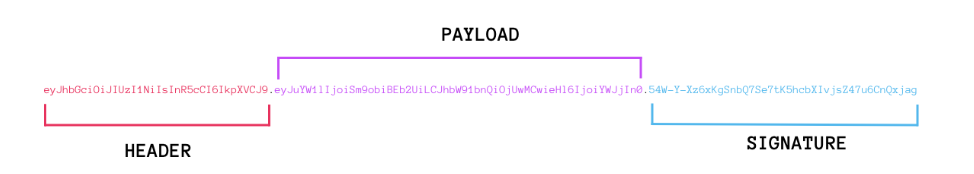 PAYLOAD
eyJhbGciOiJIUzI1NiIsInR5cCI6IkpXVCJ9.eyJuYW1lIjoiSm9obiBEb2UiLCJhbW91bnQiOjUwMCwieHl6IjoiYWJjIn0.54W-Y-Xz6xKgSnbQ7Se7tK5hcbXIvjsZ47u6CnQxjag
HEADER
SIGNATURE